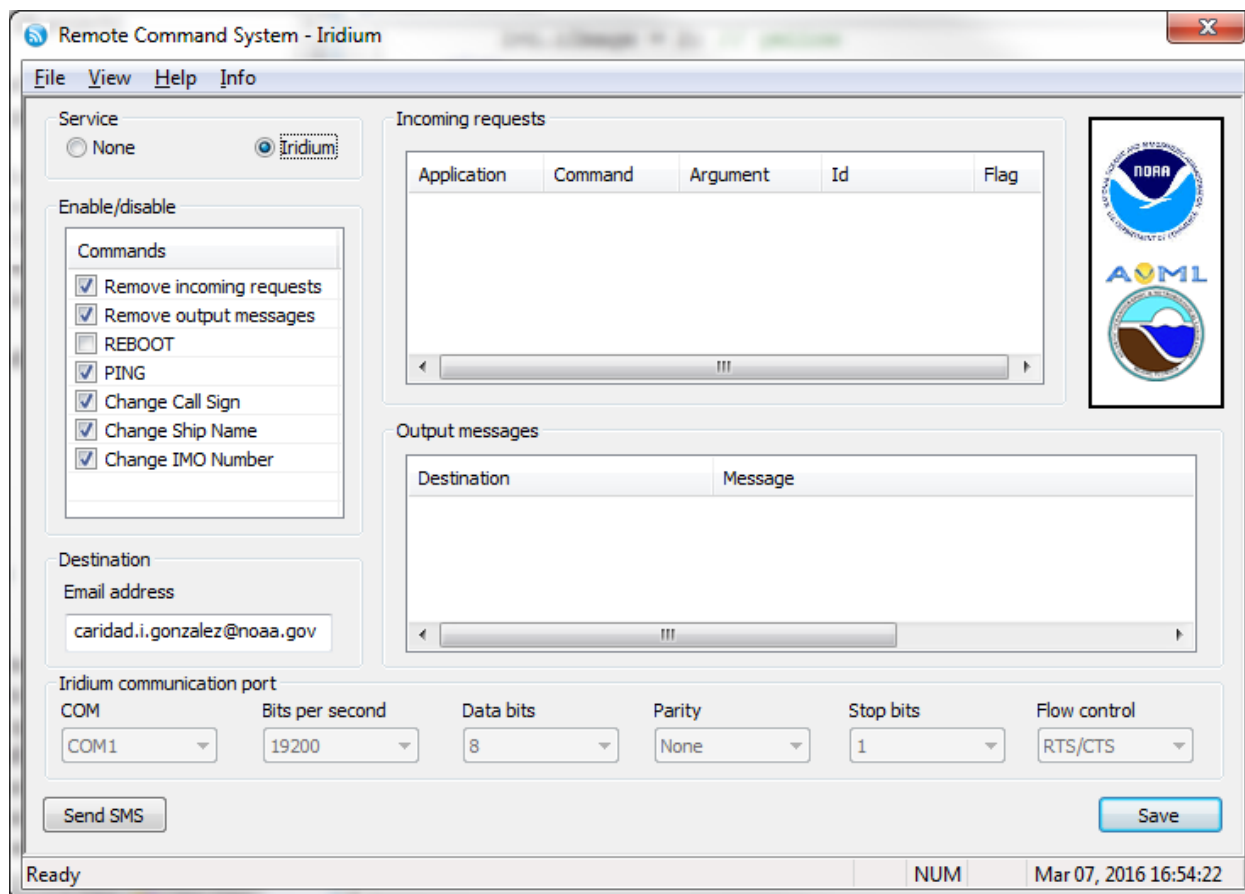 Remote Command System - Iridium
File View Help Info
Service
None Iridium
Enable/disable
Commands
Remove incoming requests
Remove output messages
REBOOT
PING
Change Call Sign
Change Ship Name
Change IMO Number
Destination
Email address
caridad.i.gonzalez@noaa.gov
Incoming requests
Application Command Argument Id Flag
NOAA
AOML
Output messages
Destination Message
Iridium communication port
COM Bits per second Data bits Parity Stop bits Flow control
COM1 19200 8 None 1 RTS/CTS
Send SMS Save
Ready NUM Mar 07, 2016 16:54:22